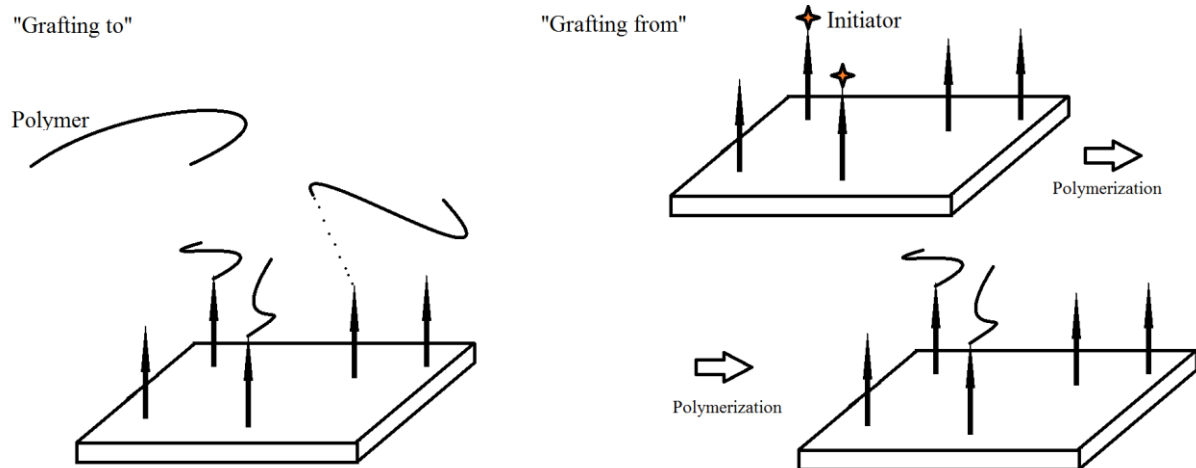 "Grafting to"
Polymer
"Grafting from"
Initiator
Polymerization
Polymerization